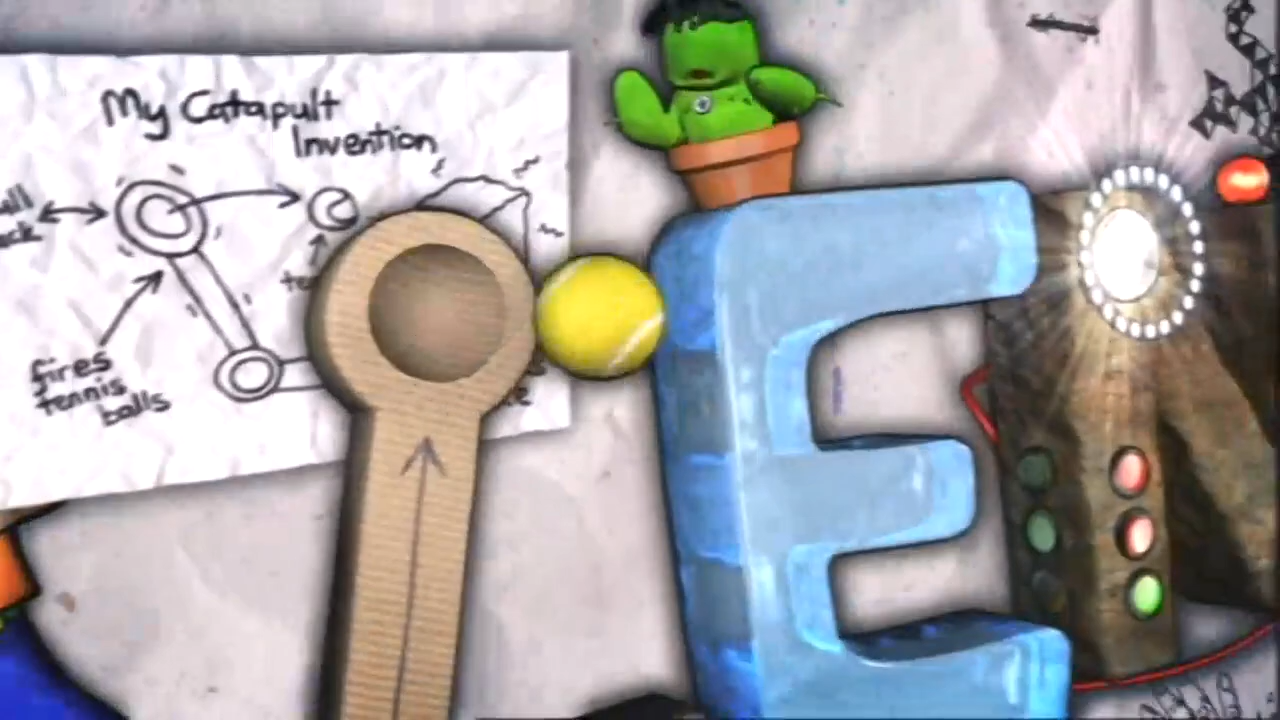 My Catapult
Invention
fires
tennis
balls
E